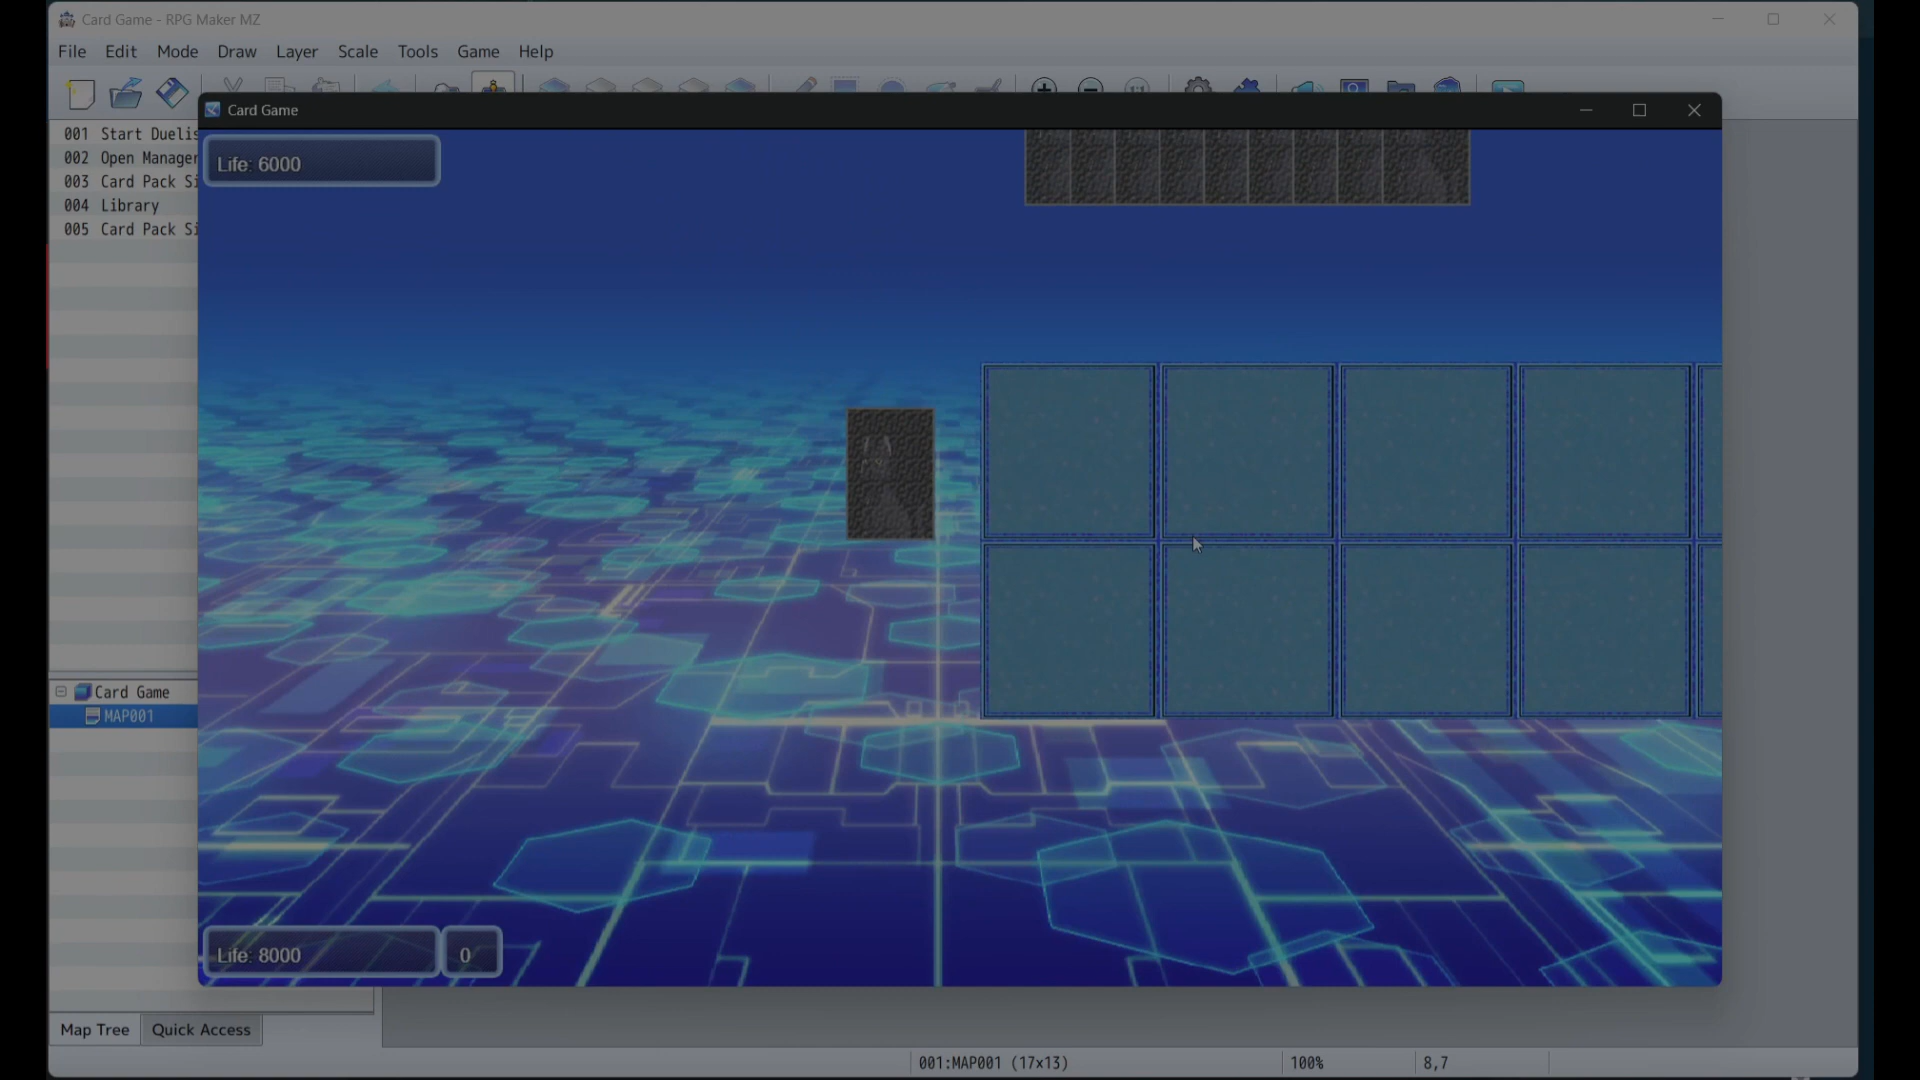 Card Game - RPG Maker MZ
File Edit Mode Draw Layer Scale Tools Game Help
Card Game
001 Start Duelis
002 Open Manager
003 Card Pack Si
004 Library
005 Card Pack Si
Life: 6000
Card Game
MAP001
Life: 8000 0
Map Tree Quick Access
001:MAP001 (17x13) 100% 8,7